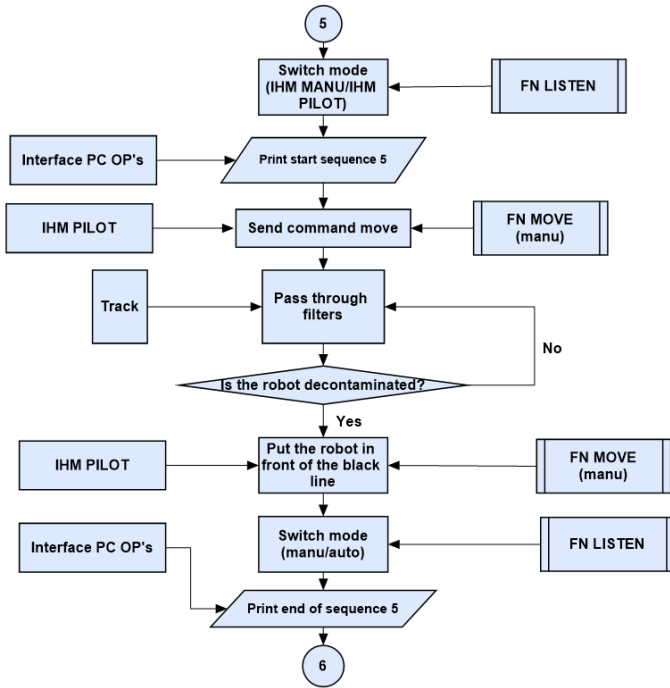 5
Switch mode
(IHM MANU/IHM
PILOT)
FN LISTEN
Interface PC OP's
Print start sequence 5
IHM PILOT
Send command move
FN MOVE
(manu)
Track
Pass through
filters
No
Is the robot decontaminated?
Yes
IHM PILOT
Put the robot in
front of the black
line
FN MOVE
(manu)
Interface PC OP's
Switch mode
(manu/auto)
FN LISTEN
Print end of sequence 5
6